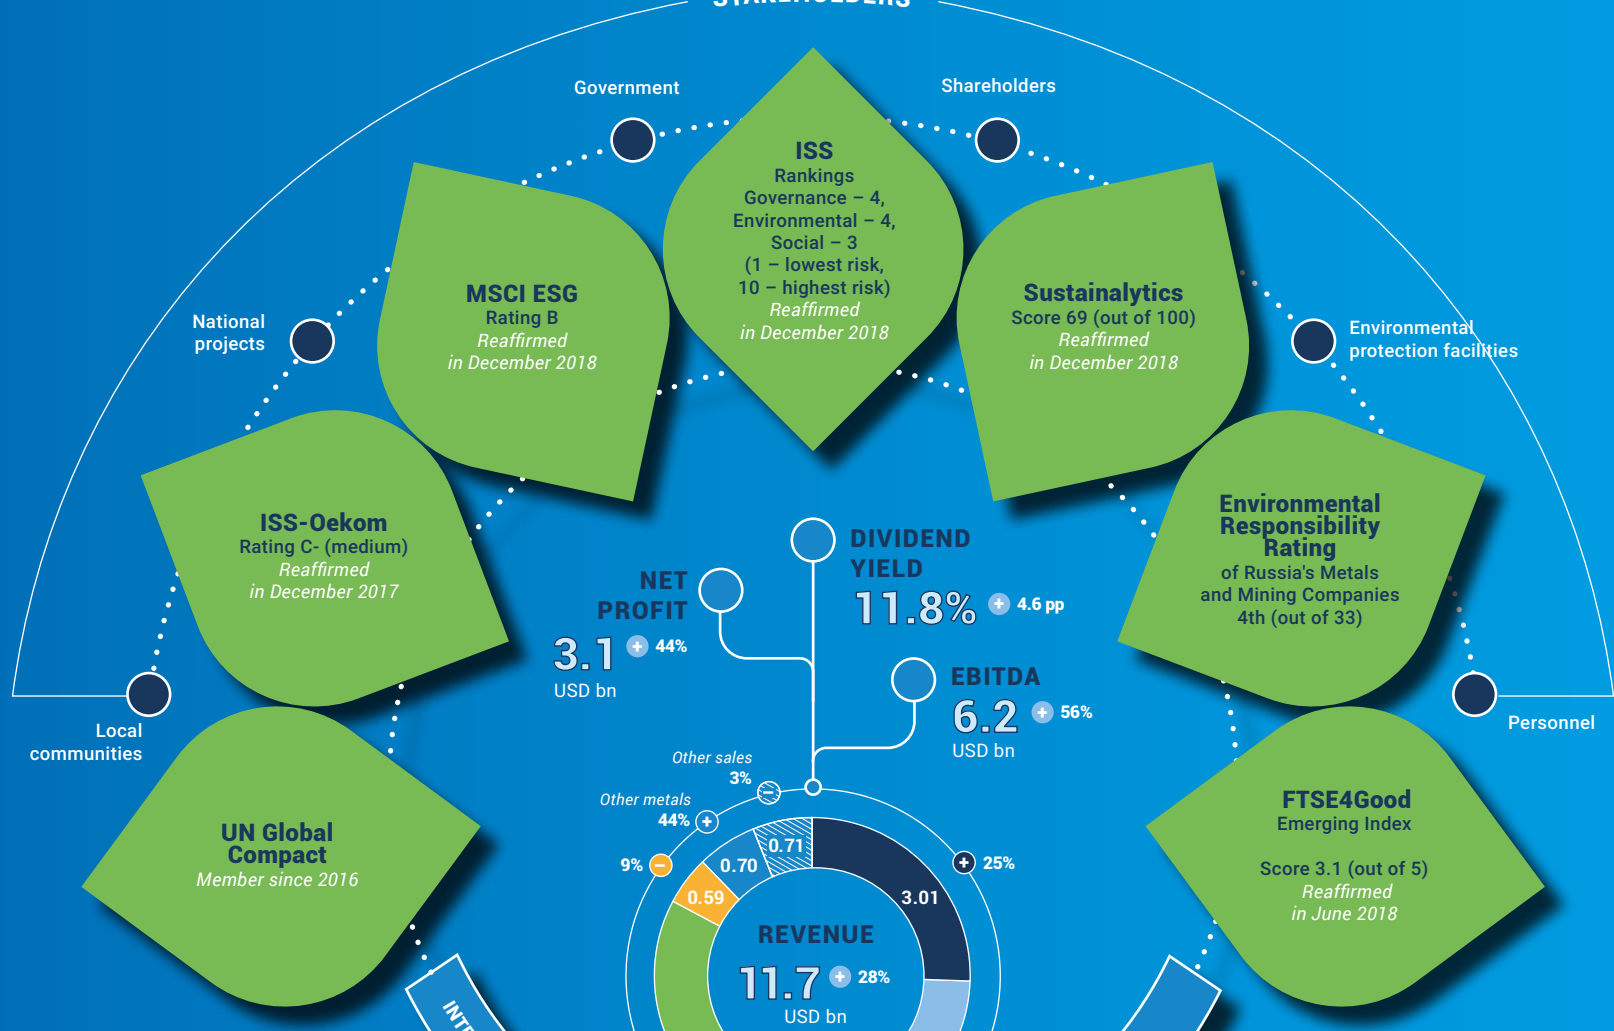 STAKEHOLDERS
Government
Shareholders
ISS
Rankings
Governance – 4,
Environmental – 4,
Social – 3
(1 – lowest risk,
10 – highest risk)
Reaffirmed
in December 2018
MSCI ESG
Rating B
Reaffirmed
in December 2018
Sustainalytics
Score 69 (out of 100)
Reaffirmed
in December 2018
National
projects
Environmental
protection facilities
ISS-Oekom
Rating C- (medium)
Reaffirmed
in December 2017
Environmental
Responsibility
Rating
of Russia's Metals
and Mining Companies
4th (out of 33)
DIVIDEND
YIELD
11.8% + 4.6 pp
NET
PROFIT
3.1 + 44%
USD bn
EBITDA
6.2 + 56%
USD bn
Local
communities
Personnel
Other sales
3% –
Other metals
44% +
9% –
+ 25%
0.71
0.70
0.59
3.01
REVENUE
11.7 + 28%
USD bn
UN Global
Compact
Member since 2016
FTSE4Good
Emerging Index
Score 3.1 (out of 5)
Reaffirmed
in June 2018